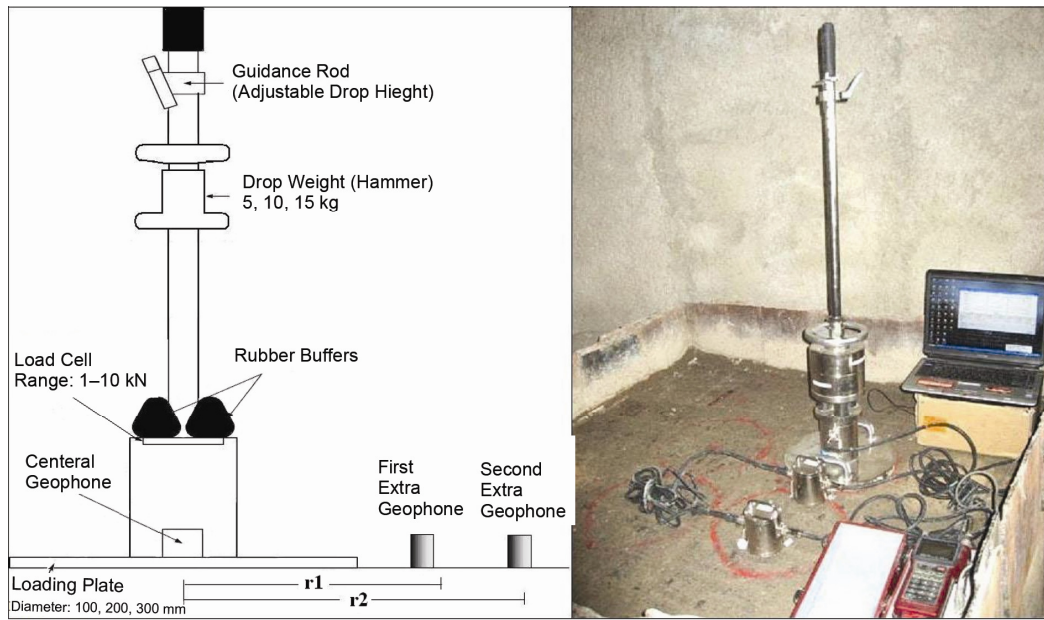 Guidance Rod
(Adjustable Drop Hieght)
Drop Weight (Hammer)
5, 10, 15 kg
Load Cell
Range: 1–10 kN
Rubber Buffers
Centeral
Geophone
First
Extra
Geophone
Second
Extra
Geophone
Loading Plate
Diameter: 100, 200, 300 mm
r1
r2